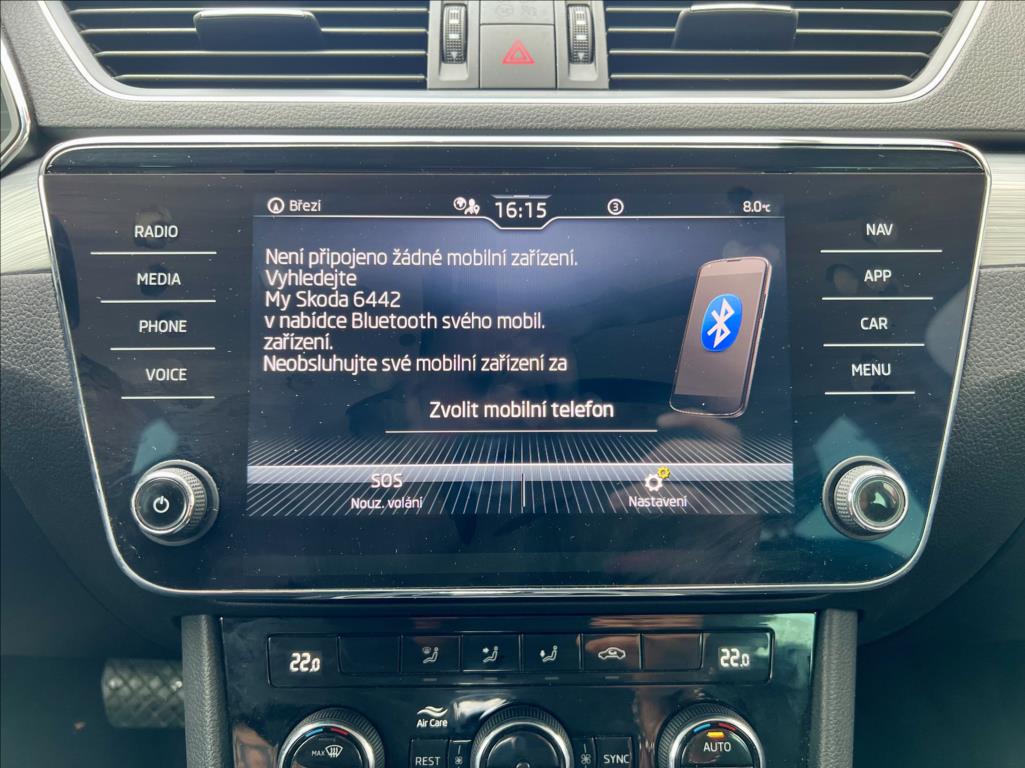 Březí
16:15
3
8.0°C
RADIO
MEDIA
PHONE
VOICE
Není připojeno žádné mobilní zařízení.
Vyhledejte
My Skoda 6442
v nabídce Bluetooth svého mobil.
zařízení.
Neobsluhujte své mobilní zařízení za
Zvolit mobilní telefon
SOS
Nouz. volání
Nastavení
NAV
APP
CAR
MENU
22.0
22.0
Air Care
MAX
REST
SYNC
AUTO